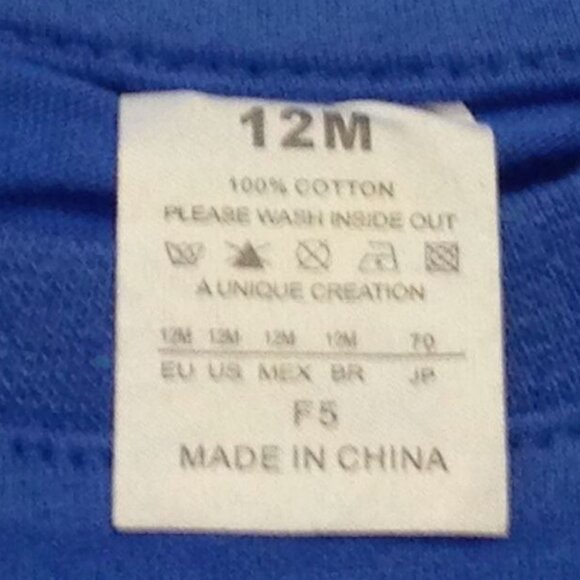 12M
100% COTTON
PLEASE WASH INSIDE OUT
A UNIQUE CREATION
12M 12M 12M 12M 70
EU US MEX BR JP
F5
MADE IN CHINA